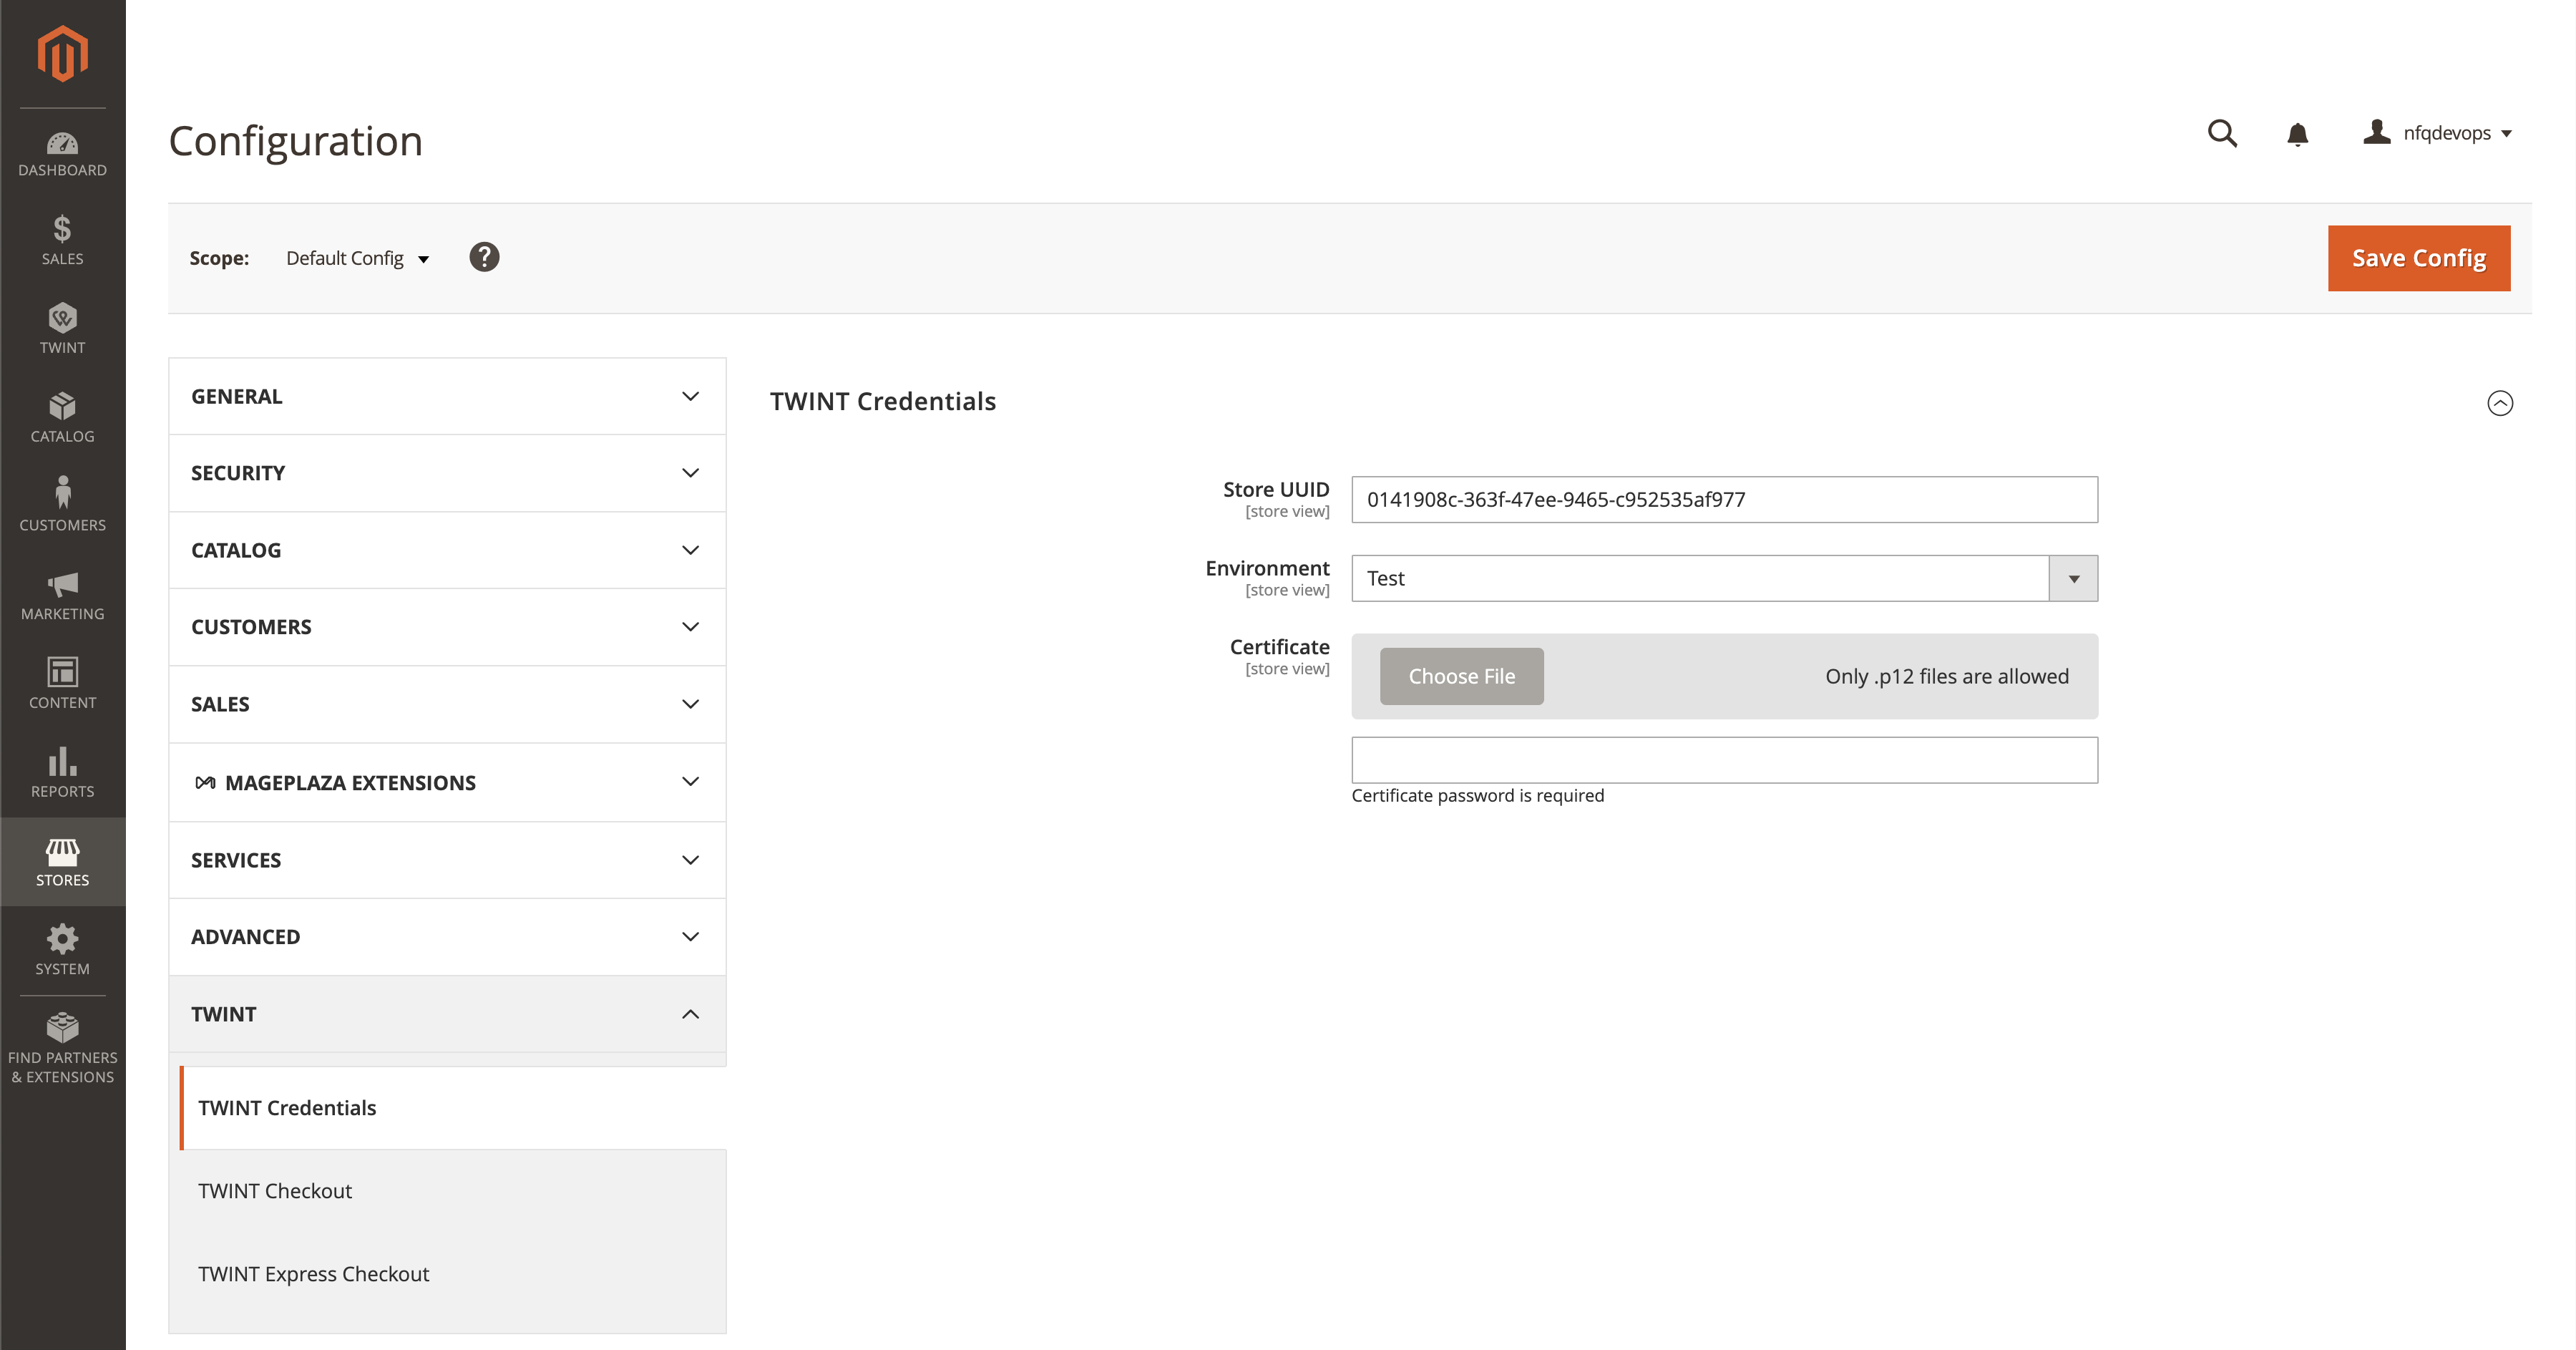 DASHBOARD
SALES
TWINT
CATALOG
CUSTOMERS
MARKETING
CONTENT
REPORTS
STORES
SYSTEM
FIND PARTNERS
& EXTENSIONS
Configuration
nfqdevops
Scope: Default Config ?
Save Config
GENERAL
SECURITY
CATALOG
CUSTOMERS
SALES
MAGEPLAZA EXTENSIONS
SERVICES
ADVANCED
TWINT
TWINT Credentials
TWINT Checkout
TWINT Express Checkout
TWINT Credentials
Store UUID
[store view]
0141908c-363f-47ee-9465-c952535af977
Environment
[store view]
Test
Certificate
[store view]
Choose File
Only .p12 files are allowed
Certificate password is required